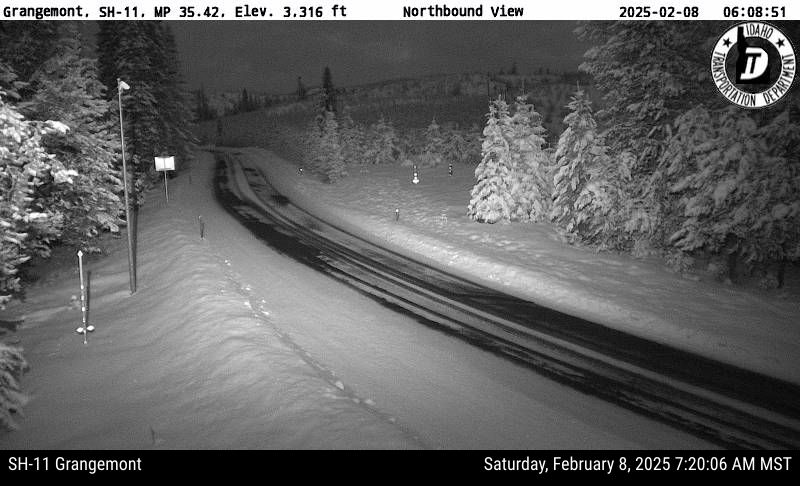 Grangemont, SH-11, MP 35.42, Elev. 3,316 ft Northbound View 2025-02-08 06:08:51
IDAHO
TRANSPORTATION DEPARTMENT
SH-11 Grangemont Saturday, February 8, 2025 7:20:06 AM MST